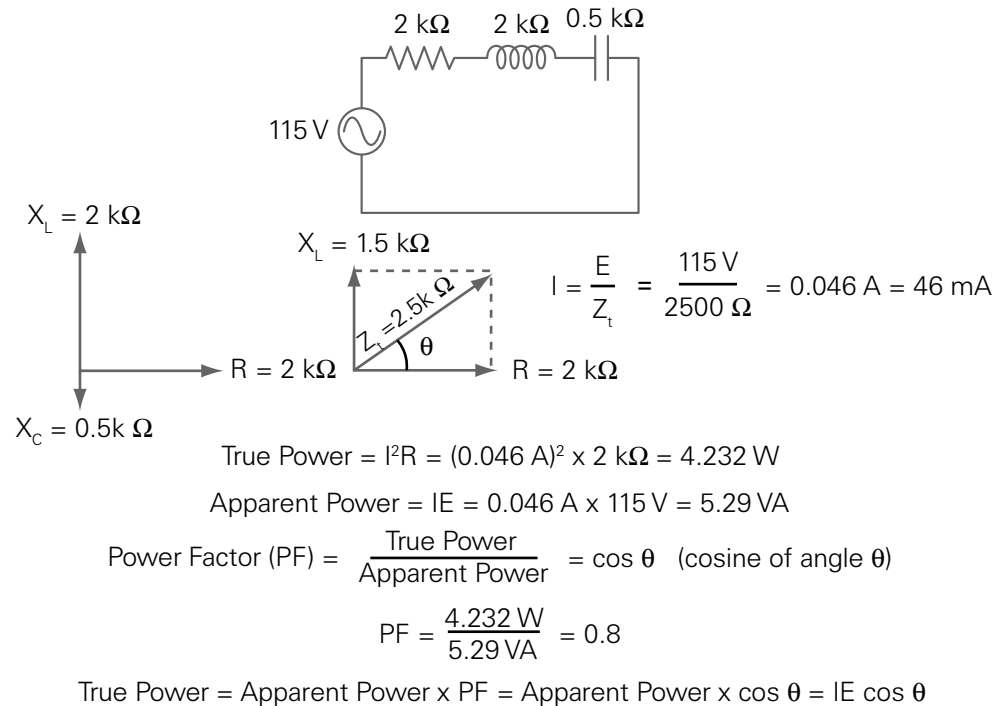 2 kΩ 2 kΩ 0.5 kΩ
115 V
X_L = 2 kΩ
R = 2 kΩ
X_C = 0.5k Ω
X_L = 1.5 kΩ
Z_t =2.5k Ω
θ
R = 2 kΩ
I = E/Z_t = 115 V/2500 Ω = 0.046 A = 46 mA
True Power = I²R = (0.046 A)² x 2 kΩ = 4.232 W
Apparent Power = IE = 0.046 A x 115 V = 5.29 VA
Power Factor (PF) = True Power/Apparent Power = cos θ (cosine of angle θ)
PF = 4.232 W/5.29 VA = 0.8
True Power = Apparent Power x PF = Apparent Power x cos θ = IE cos θ